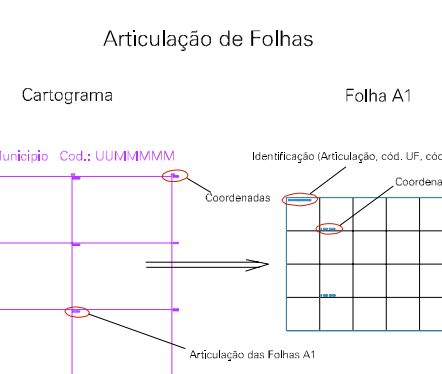 Articulação de Folhas
Cartograma
Folha A1
Município Cod.: UUMMMMM
Identificação (Articulação, cód. UF, cód
Coordenadas
Coordena
Articulação das Folhas A1